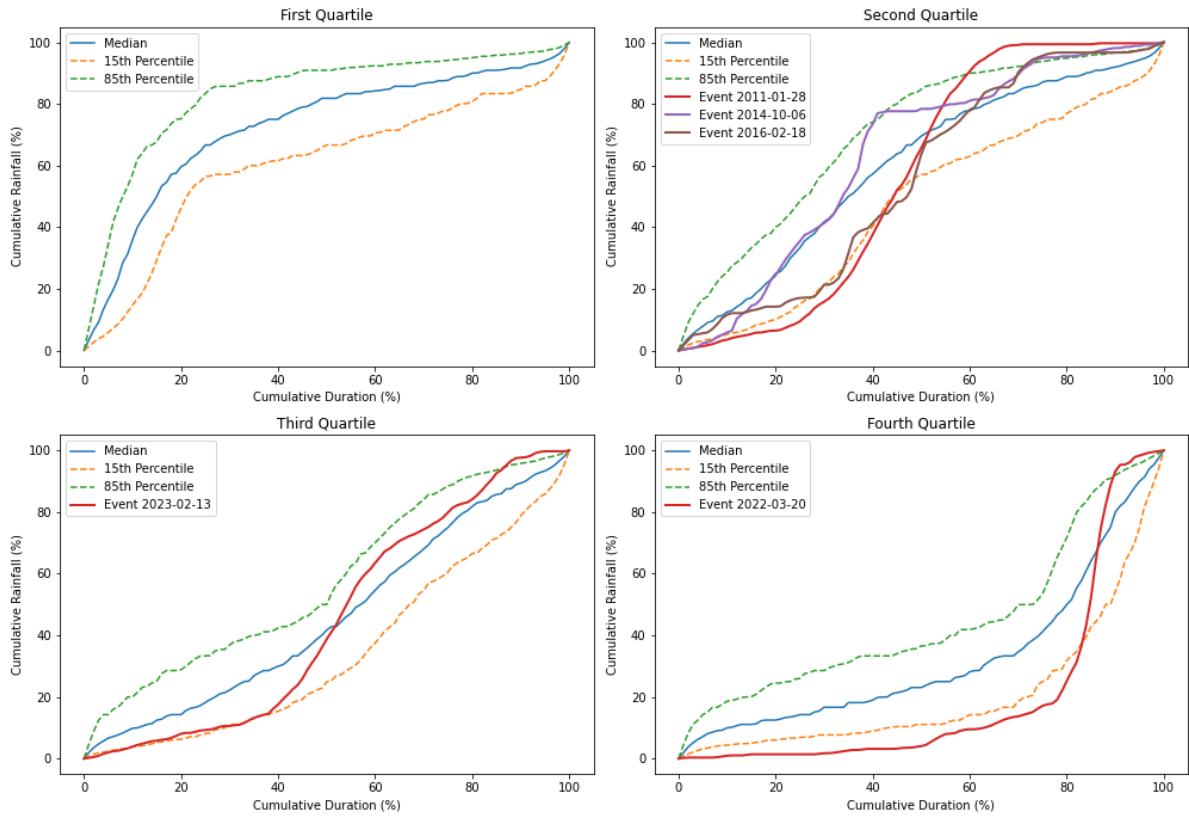 First Quartile
100
80
60
40
20
0
Cumulative Rainfall (%)
Median
15th Percentile
85th Percentile
0 20 40 60 80 100
Cumulative Duration (%)
Second Quartile
100
80
60
40
20
0
Cumulative Rainfall (%)
Median
15th Percentile
85th Percentile
Event 2011-01-28
Event 2014-10-06
Event 2016-02-18
0 20 40 60 80 100
Cumulative Duration (%)
Third Quartile
100
80
60
40
20
0
Cumulative Rainfall (%)
Median
15th Percentile
85th Percentile
Event 2023-02-13
0 20 40 60 80 100
Cumulative Duration (%)
Fourth Quartile
100
80
60
40
20
0
Cumulative Rainfall (%)
Median
15th Percentile
85th Percentile
Event 2022-03-20
0 20 40 60 80 100
Cumulative Duration (%)